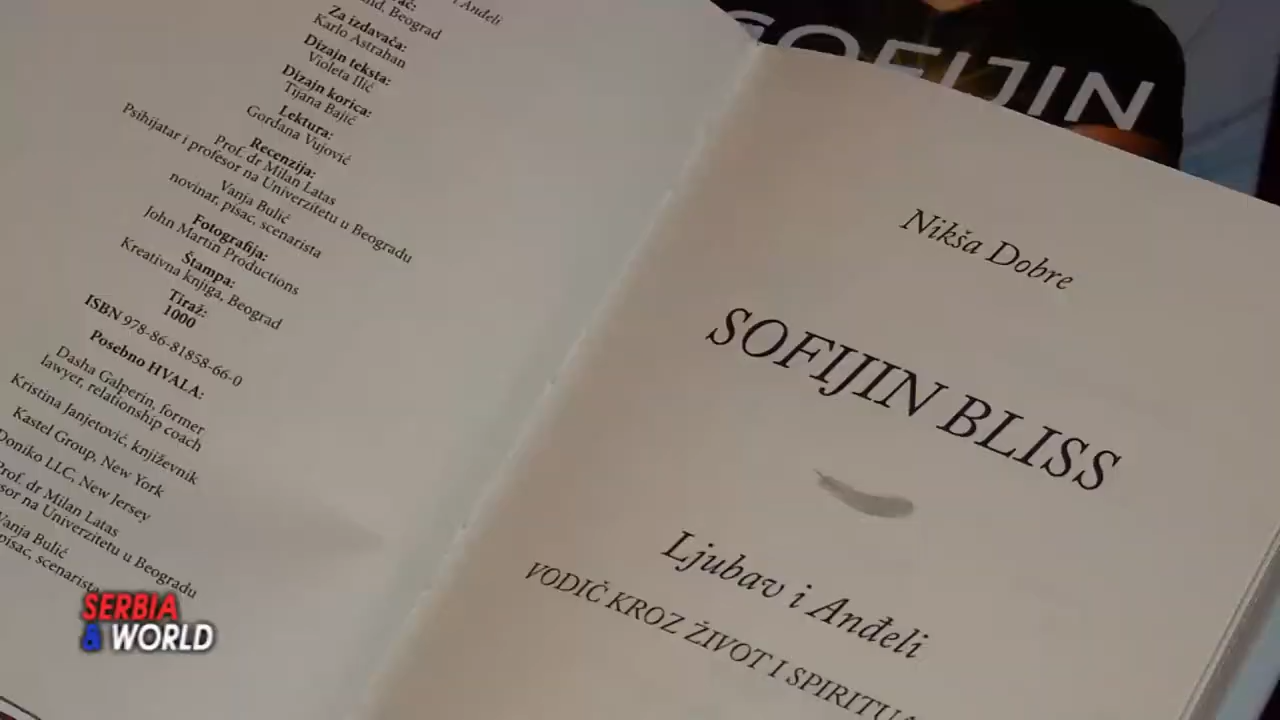 i Anđeli
Beograd
Za izdavača:
Karlo Astrahan
Dizajn teksta:
Violeta Ilić
Dizajn korica:
Tijana Bajić
Lektura:
Gordana Vujović
Recenzija:
Prof. dr Milan Latas
Psihijatar i profesor na Univerzitetu u Beogradu
Vanja Bulić
novinar, pisac, scenarista
Fotografija:
John Martin Productions
Štampa:
Kreativna knjiga, Beograd
Tiraž:
1000
ISBN 978-86-81858-66-0
Posebno HVALA:
Dasha Galperin, former
lawyer, relationship coach
Kristina Janjetović, književnik
Kastel Group, New York
Doniko LLC, New Jersey
Prof. dr Milan Latas
na Univerzitetu u Beogradu
Vanja Bulić
pisac, scenarista
SOFIJIN
Nikša Dobre
SOFIJIN BLISS
Ljubav i Anđeli
VODIČ KROZ ŽIVOT I
SERBIA
& WORLD